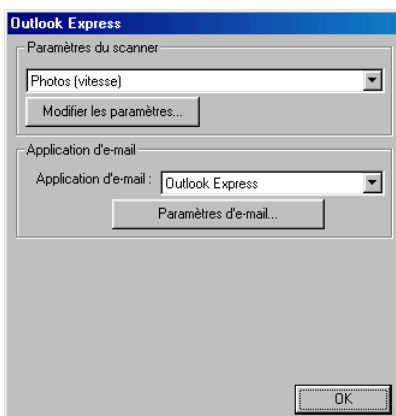 Outlook Express
Paramètres du scanner
Photos (vitesse)
Modifier les paramètres...
Application d'e-mail
Application d'e-mail : Outlook Express
Paramètres d'e-mail...
OK